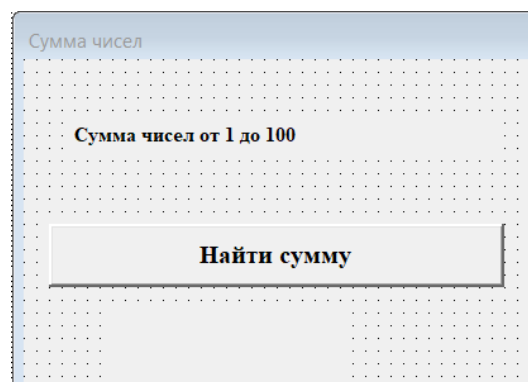 Сумма чисел
Сумма чисел от 1 до 100
Найти сумму